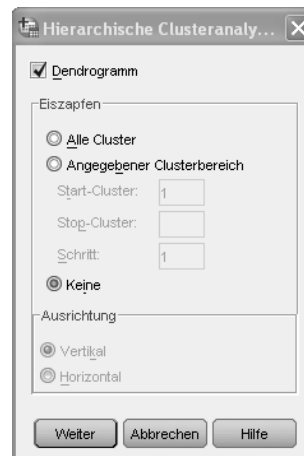 Hierarchische Clusteranaly...
Dendrogramm
Eiszapfen
Alle Cluster
Angegebener Clusterbereich
Start-Cluster: 1
Stop-Cluster:
Schritt: 1
Keine
Ausrichtung
Vertikal
Horizontal
Weiter Abbrechen Hilfe